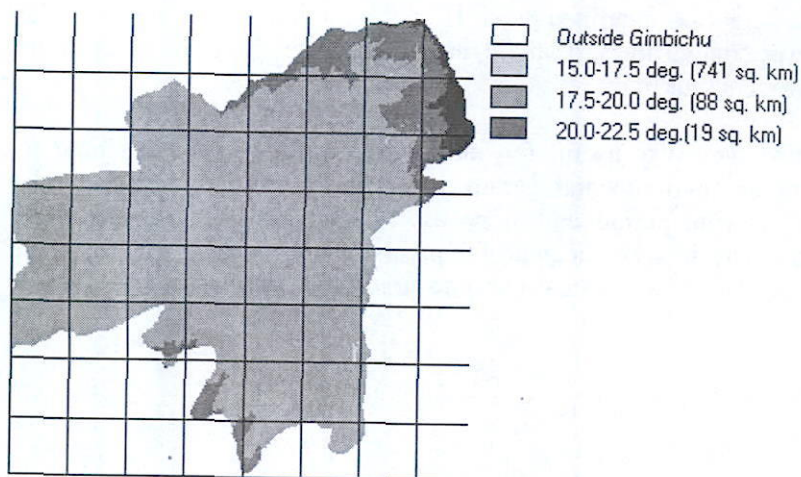 Outside Gimbichu
15.0-17.5 deg. (741 sq. km)
17.5-20.0 deg. (88 sq. km)
20.0-22.5 deg.(19 sq. km)